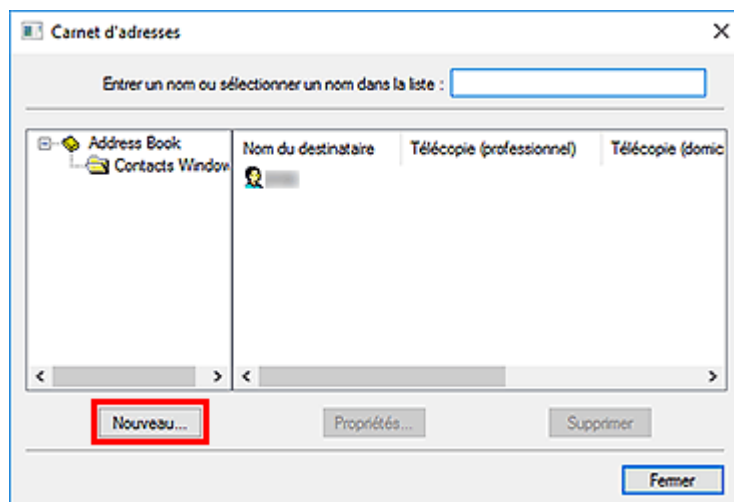 Carnet d'adresses
Entrer un nom ou sélectionner un nom dans la liste :
Address Book
Contacts Window
Nom du destinataire Télécopie (professionnel) Télécopie (domic
Nouveau... Propriétés... Supprimer
Fermer